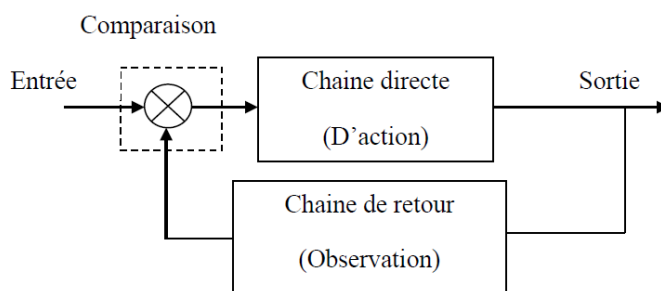 Comparaison
Entrée
Chaine directe
Sortie
(D’action)
Chaine de retour
(Observation)